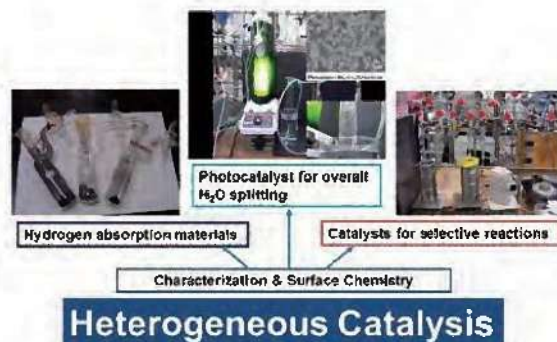 Photocatalyst for overall
H₂O splitting
Hydrogen absorption materials
Catalysts for selective reactions
Characterization & Surface Chemistry
Heterogeneous Catalysis